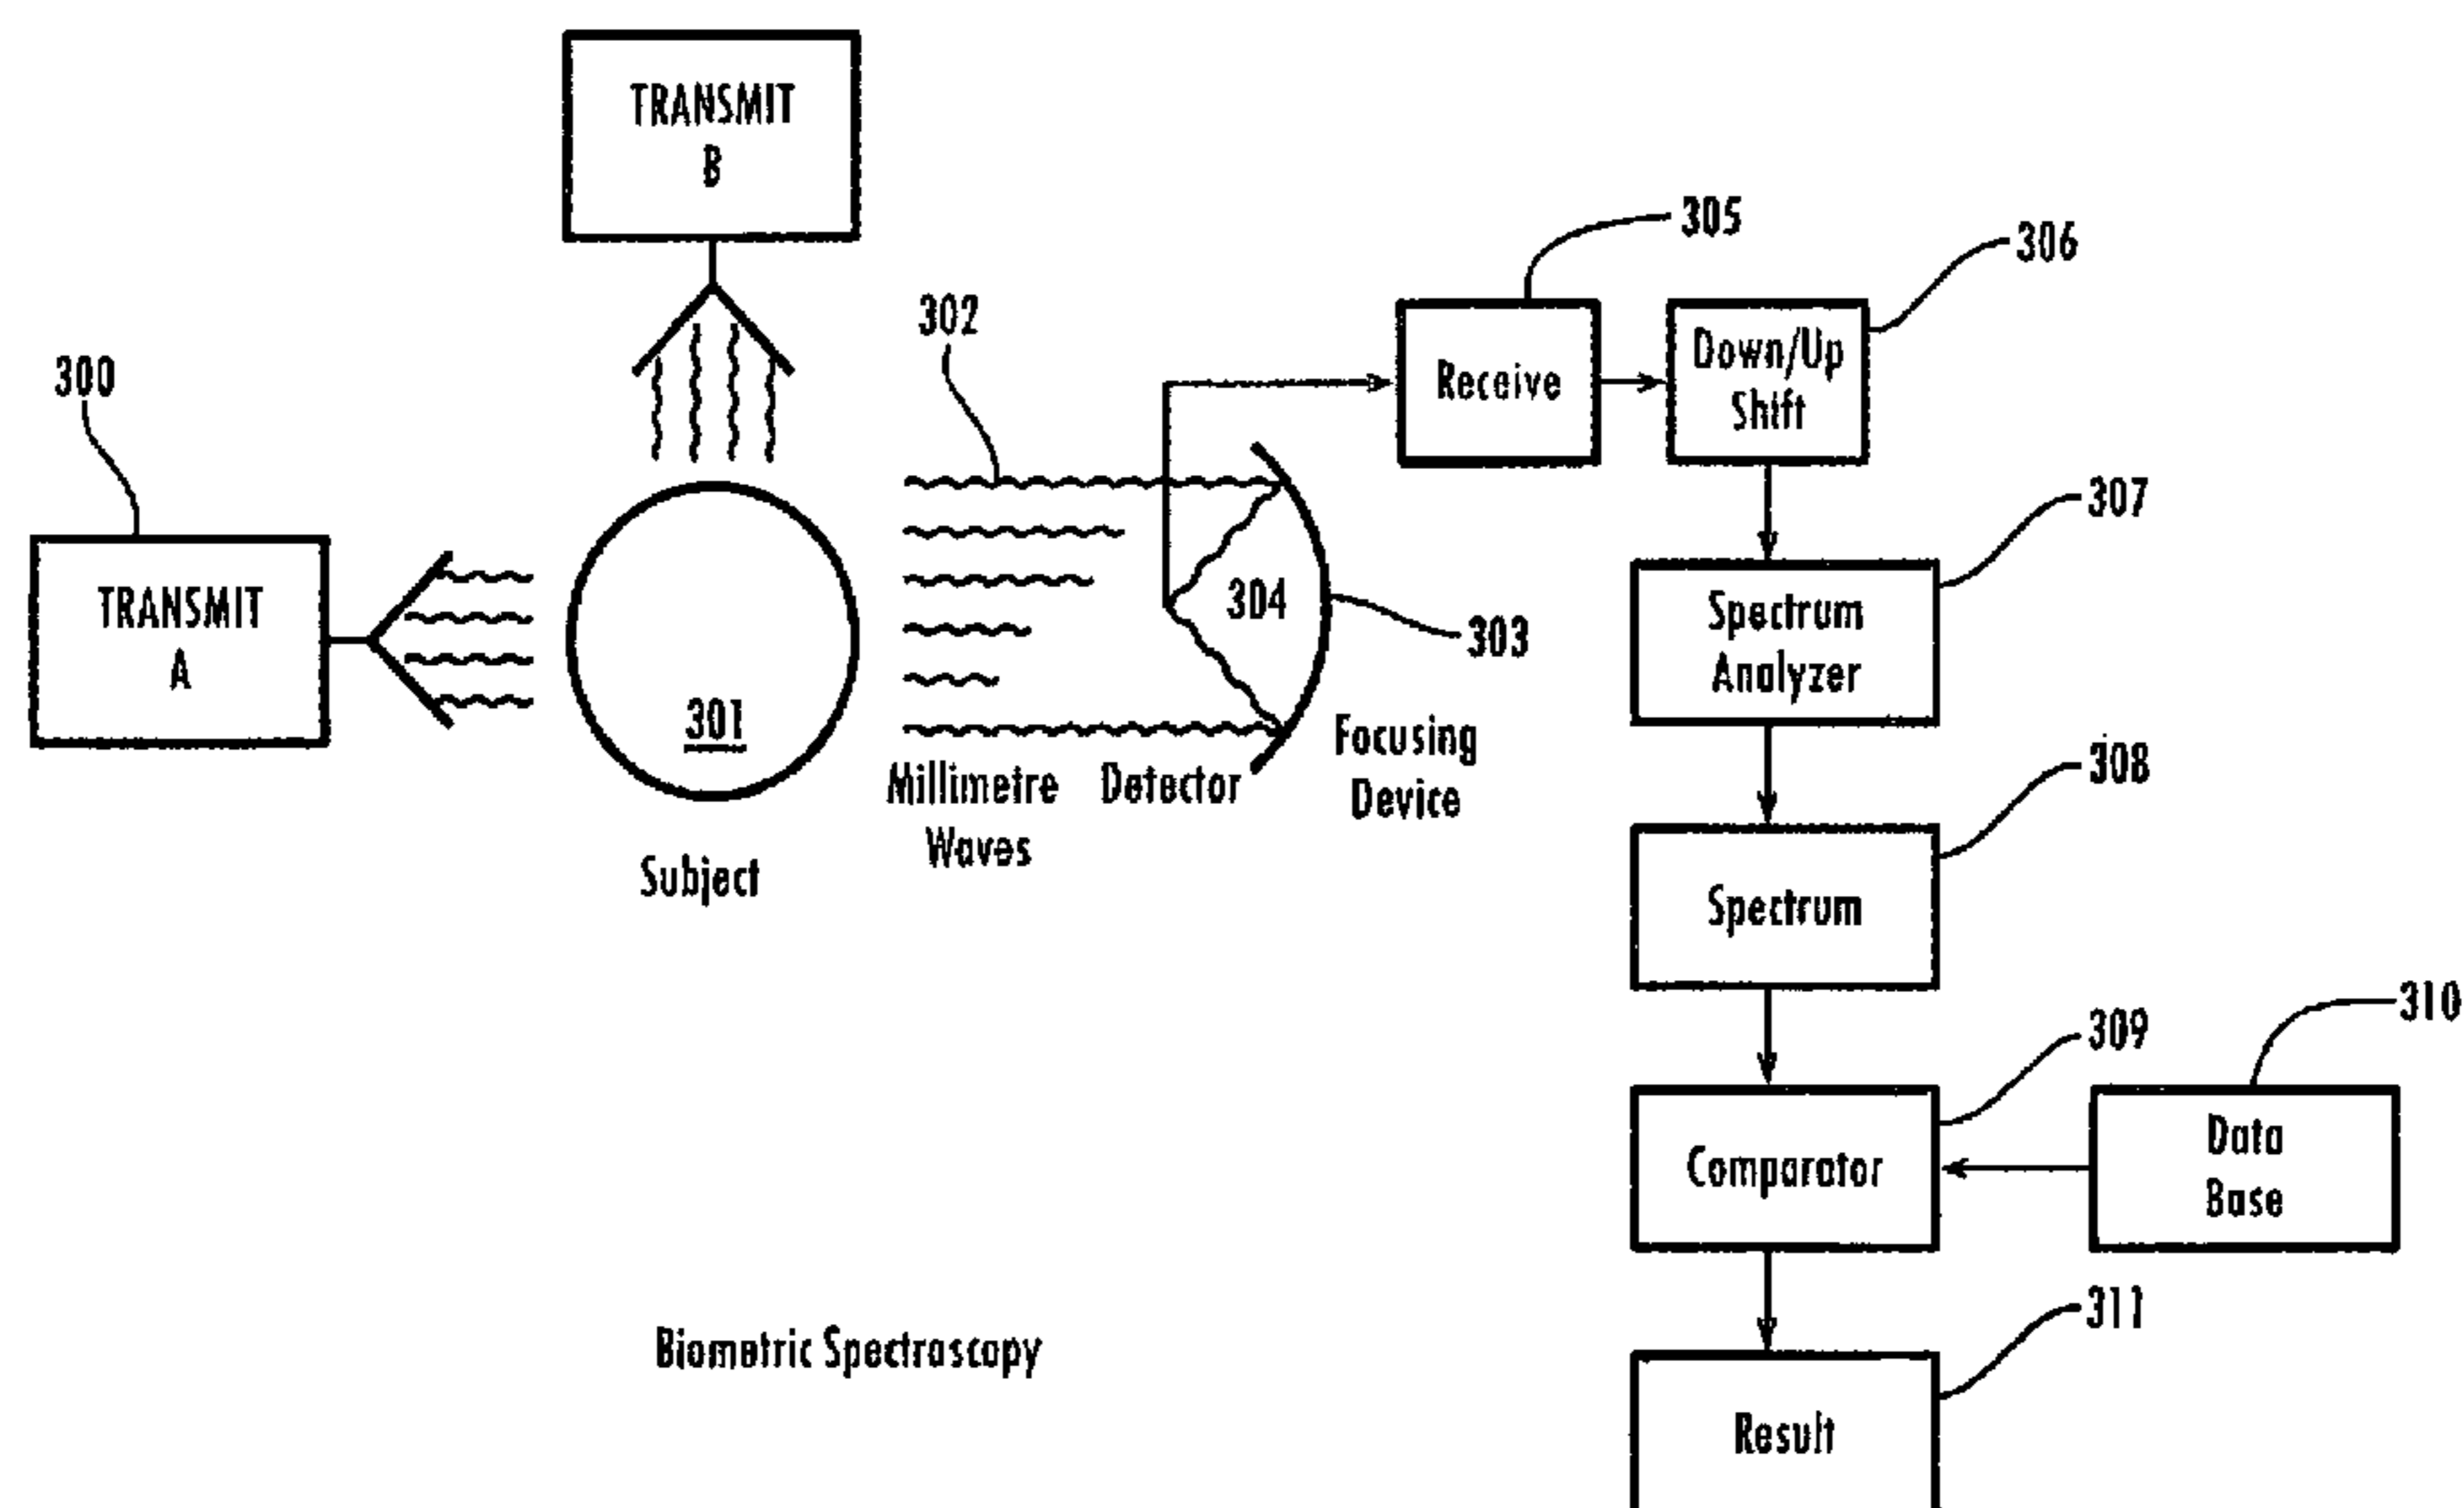 TRANSMIT
B
300
TRANSMIT
A
301
Subject
302
Millimetre
Waves
Detector
304
303
Focusing
Device
305
Receive
306
Down/Up
Shift
307
Spectrum
Analyzer
308
Spectrum
309
Comparator
310
Data
Base
311
Result
Biometric Spectroscopy